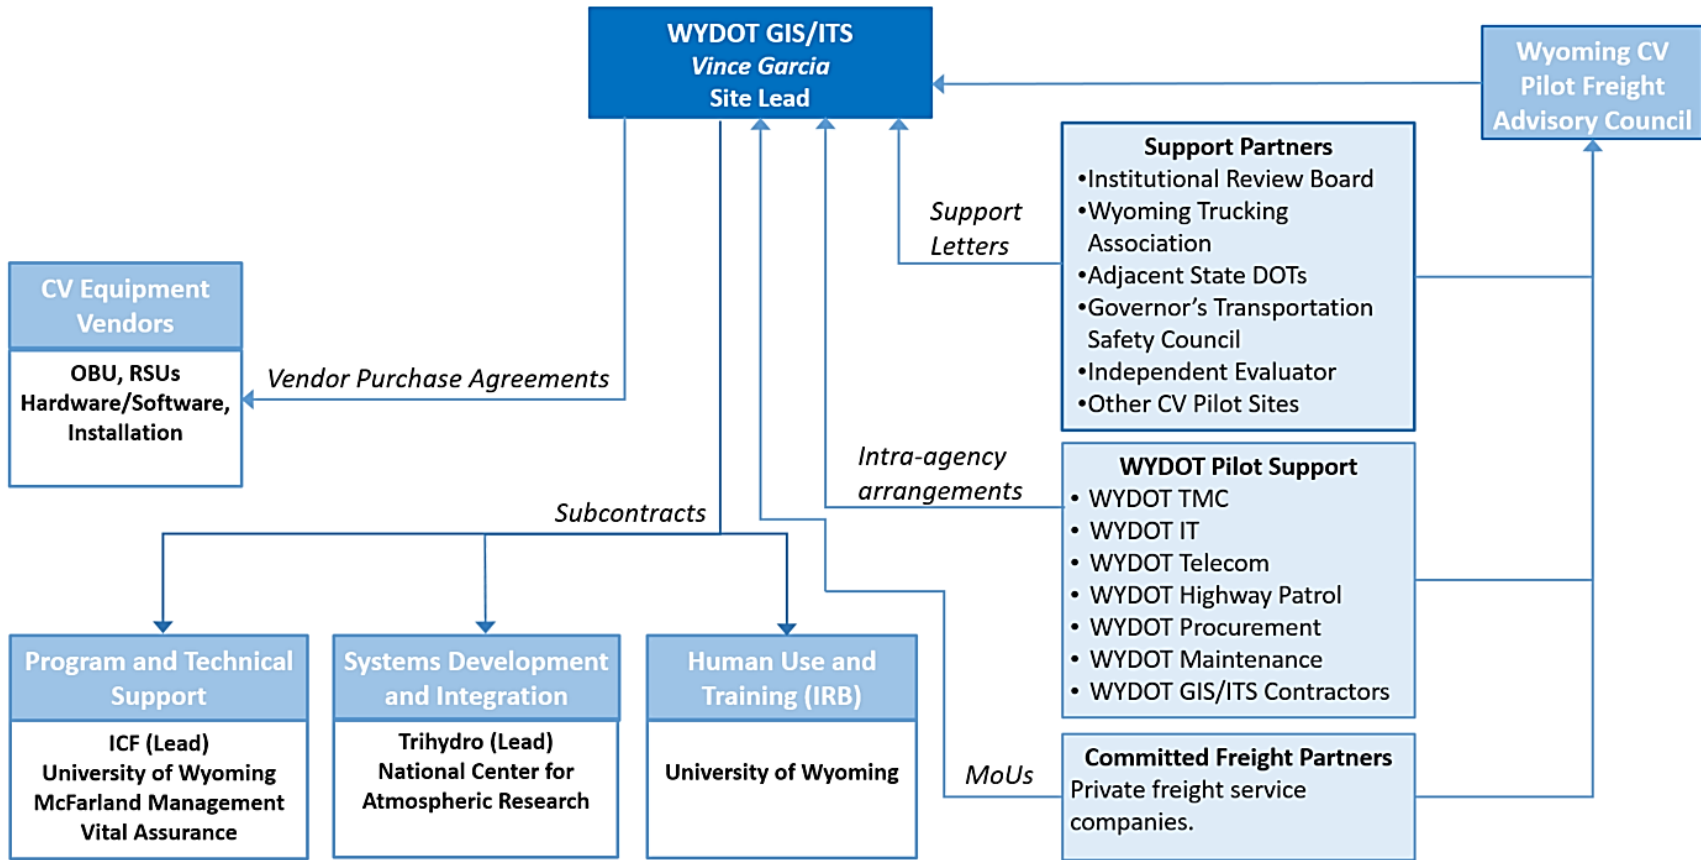 WYDOT GIS/ITS
Vince Garcia
Site Lead
Wyoming CV
Pilot Freight
Advisory Council
Support Partners
•Institutional Review Board
•Wyoming Trucking
Association
•Adjacent State DOTs
•Governor's Transportation
Safety Council
•Independent Evaluator
•Other CV Pilot Sites
Support
Letters
CV Equipment
Vendors
OBU, RSUs
Hardware/Software,
Installation
Vendor Purchase Agreements
Intra-agency
arrangements
WYDOT Pilot Support
• WYDOT TMC
• WYDOT IT
• WYDOT Telecom
• WYDOT Highway Patrol
• WYDOT Procurement
• WYDOT Maintenance
• WYDOT GIS/ITS Contractors
Subcontracts
Program and Technical
Support
ICF (Lead)
University of Wyoming
McFarland Management
Vital Assurance
Systems Development
and Integration
Trihydro (Lead)
National Center for
Atmospheric Research
Human Use and
Training (IRB)
University of Wyoming
MoUs
Committed Freight Partners
Private freight service
companies.